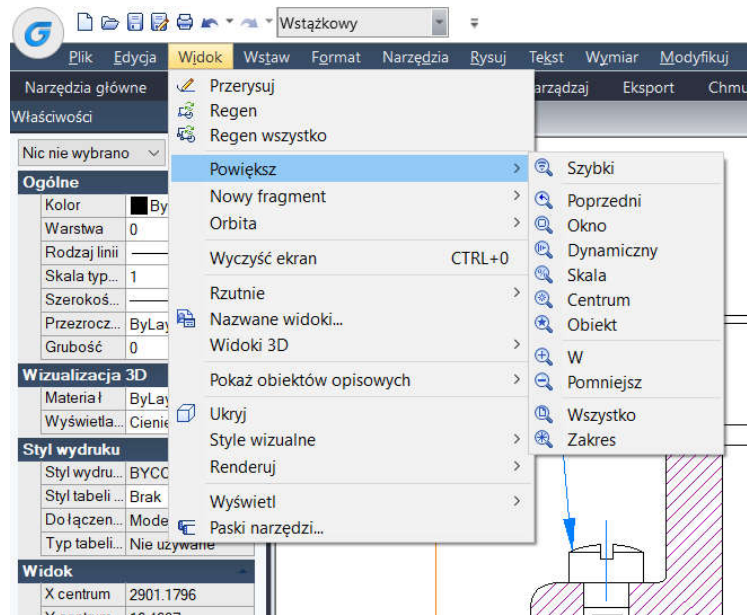 Wstążkowy
Plik Edycja Widok Wstaw Format Narzędzia Rysuj Tekst Wymiar Modyfikuj
Narzędzia główne arządzaj Eksport Chmu
Właściwości
Nic nie wybrano
Ogólne
Kolor By
Warstwa 0
Rodzaj linii
Skala typ... 1
Szerokoś...
Przezrocz... ByLay
Grubość 0
Wizualizacja 3D
Materiał ByLay
Wyświetla... Cienie
Styl wydruku
Styl wydru... BYCO
Styl tabeli ... Brak
Dołączen... Mode
Typ tabeli... Nie używane
Widok
X centrum 2901.1796
Przerysuj
Regen
Regen wszystko
Powiększ
Nowy fragment
Orbita
Wyczyść ekran CTRL+0
Rzutnie
Nazwane widoki...
Widoki 3D
Pokaż obiektów opisowych
Ukryj
Style wizualne
Renderuj
Wyświetl
Paski narzędzi...
Szybki
Poprzedni
Okno
Dynamiczny
Skala
Centrum
Obiekt
W
Pomniejsz
Wszystko
Zakres